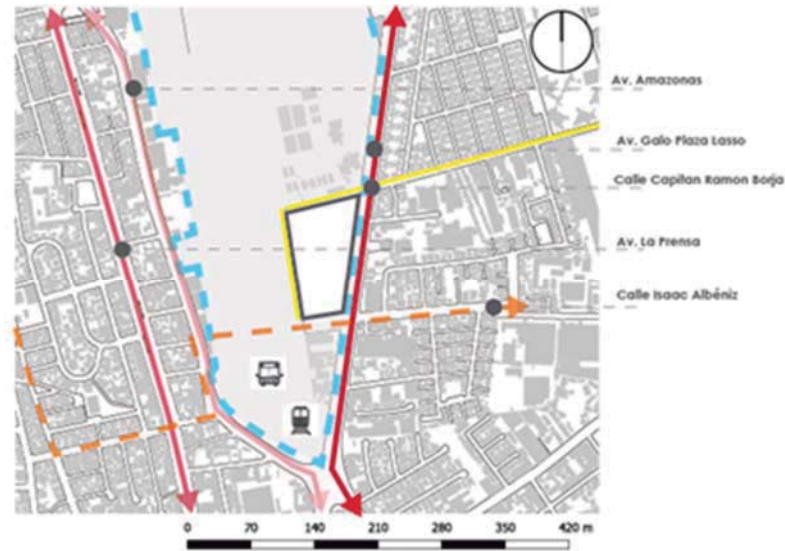 Av. Amazonas
Av. Galo Plaza Lasso
Calle Capitan Ramon Borja
Av. La Prensa
Calle Isaac Albéniz
0 70 140 210 280 350 420 m